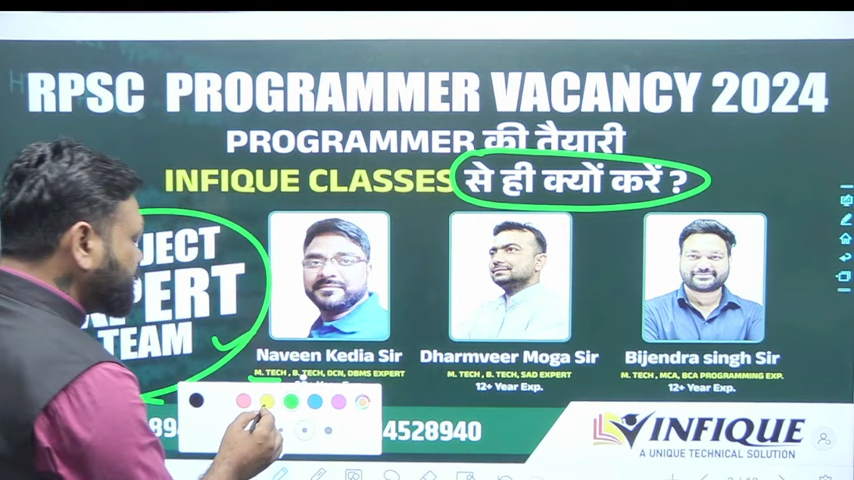 RPSC PROGRAMMER VACANCY 2024
PROGRAMMER की तैयारी
INFIQUE CLASSES से ही क्यों करें ?
TEAM
Naveen Kedia Sir
M. TECH , B. TECH, DCN, DBMS EXPERT
Dharmveer Moga Sir
M. TECH , B. TECH, SAD EXPERT
12+ Year Exp.
Bijendra singh Sir
M. TECH , MCA, BCA PROGRAMMING EXP.
12+ Year Exp.
4528940
INFIQUE
A UNIQUE TECHNICAL SOLUTION